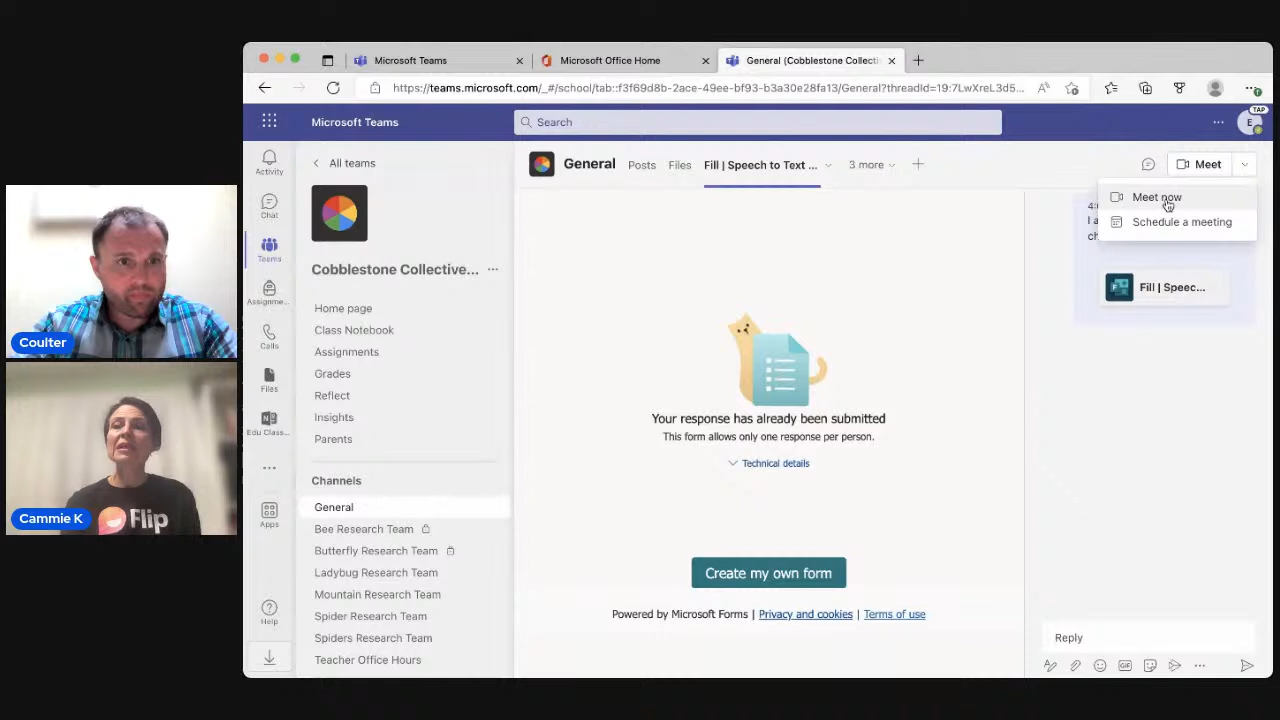 Microsoft Teams
Microsoft Office Home
General (Cobblestone Collecti
https://teams.microsoft.com/_#/school/tab::f3f69d8b-2ace-49ee-bf93-b3a30e28fa13/General?threadId=19:7LwXreL3d5...
Microsoft Teams
Search
TAP
E
Activity
Chat
Teams
Assignme...
Calls
Files
Edu Class...
Apps
Help
All teams
Cobblestone Collective...
Home page
Class Notebook
Assignments
Grades
Reflect
Insights
Parents
Channels
General
Bee Research Team
Butterfly Research Team
Ladybug Research Team
Mountain Research Team
Spider Research Team
Spiders Research Team
Teacher Office Hours
General
Posts
Files
Fill | Speech to Text ...
3 more
Meet
Meet now
Schedule a meeting
Your response has already been submitted
This form allows only one response per person.
Technical details
Create my own form
Powered by Microsoft Forms | Privacy and cookies | Terms of use
Fill | Speec...
Reply
GIF
Coulter
Flip
Cammie K